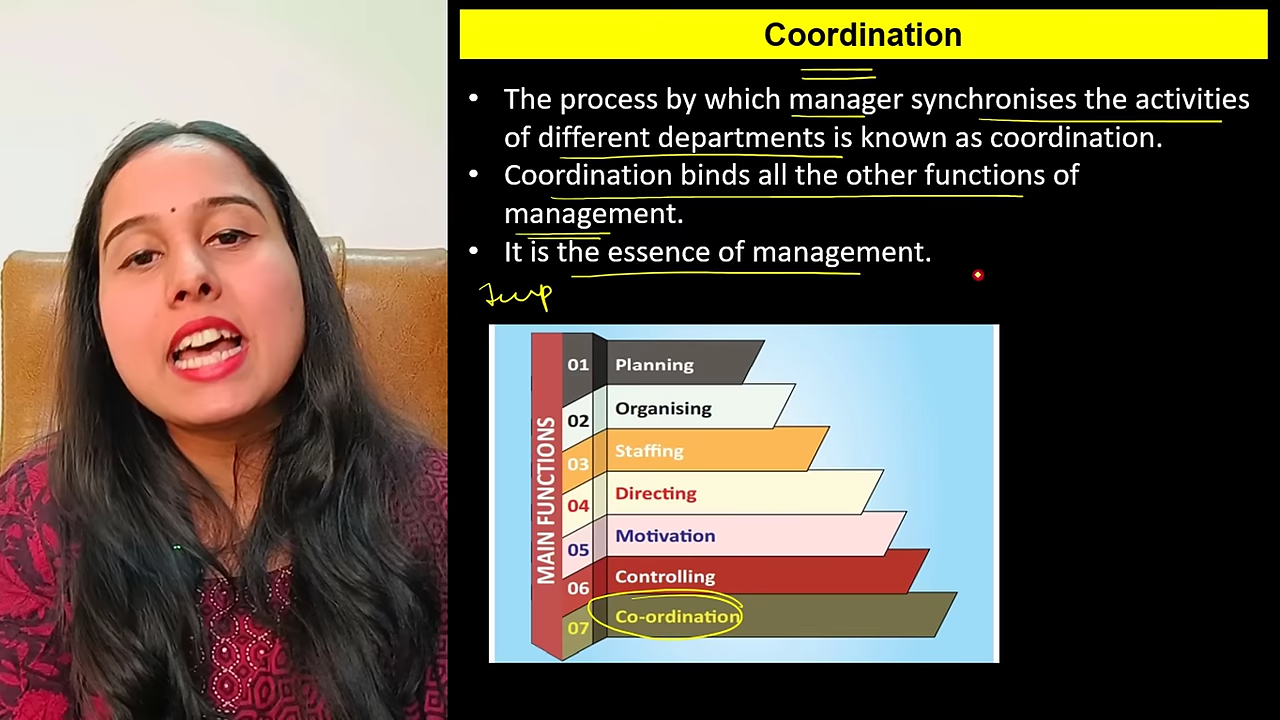 Coordination
• The process by which manager synchronises the activities
of different departments is known as coordination.
• Coordination binds all the other functions of
management.
• It is the essence of management.
Imp
MAIN FUNCTIONS
01 Planning
02 Organising
03 Staffing
04 Directing
05 Motivation
06 Controlling
07 Co-ordination